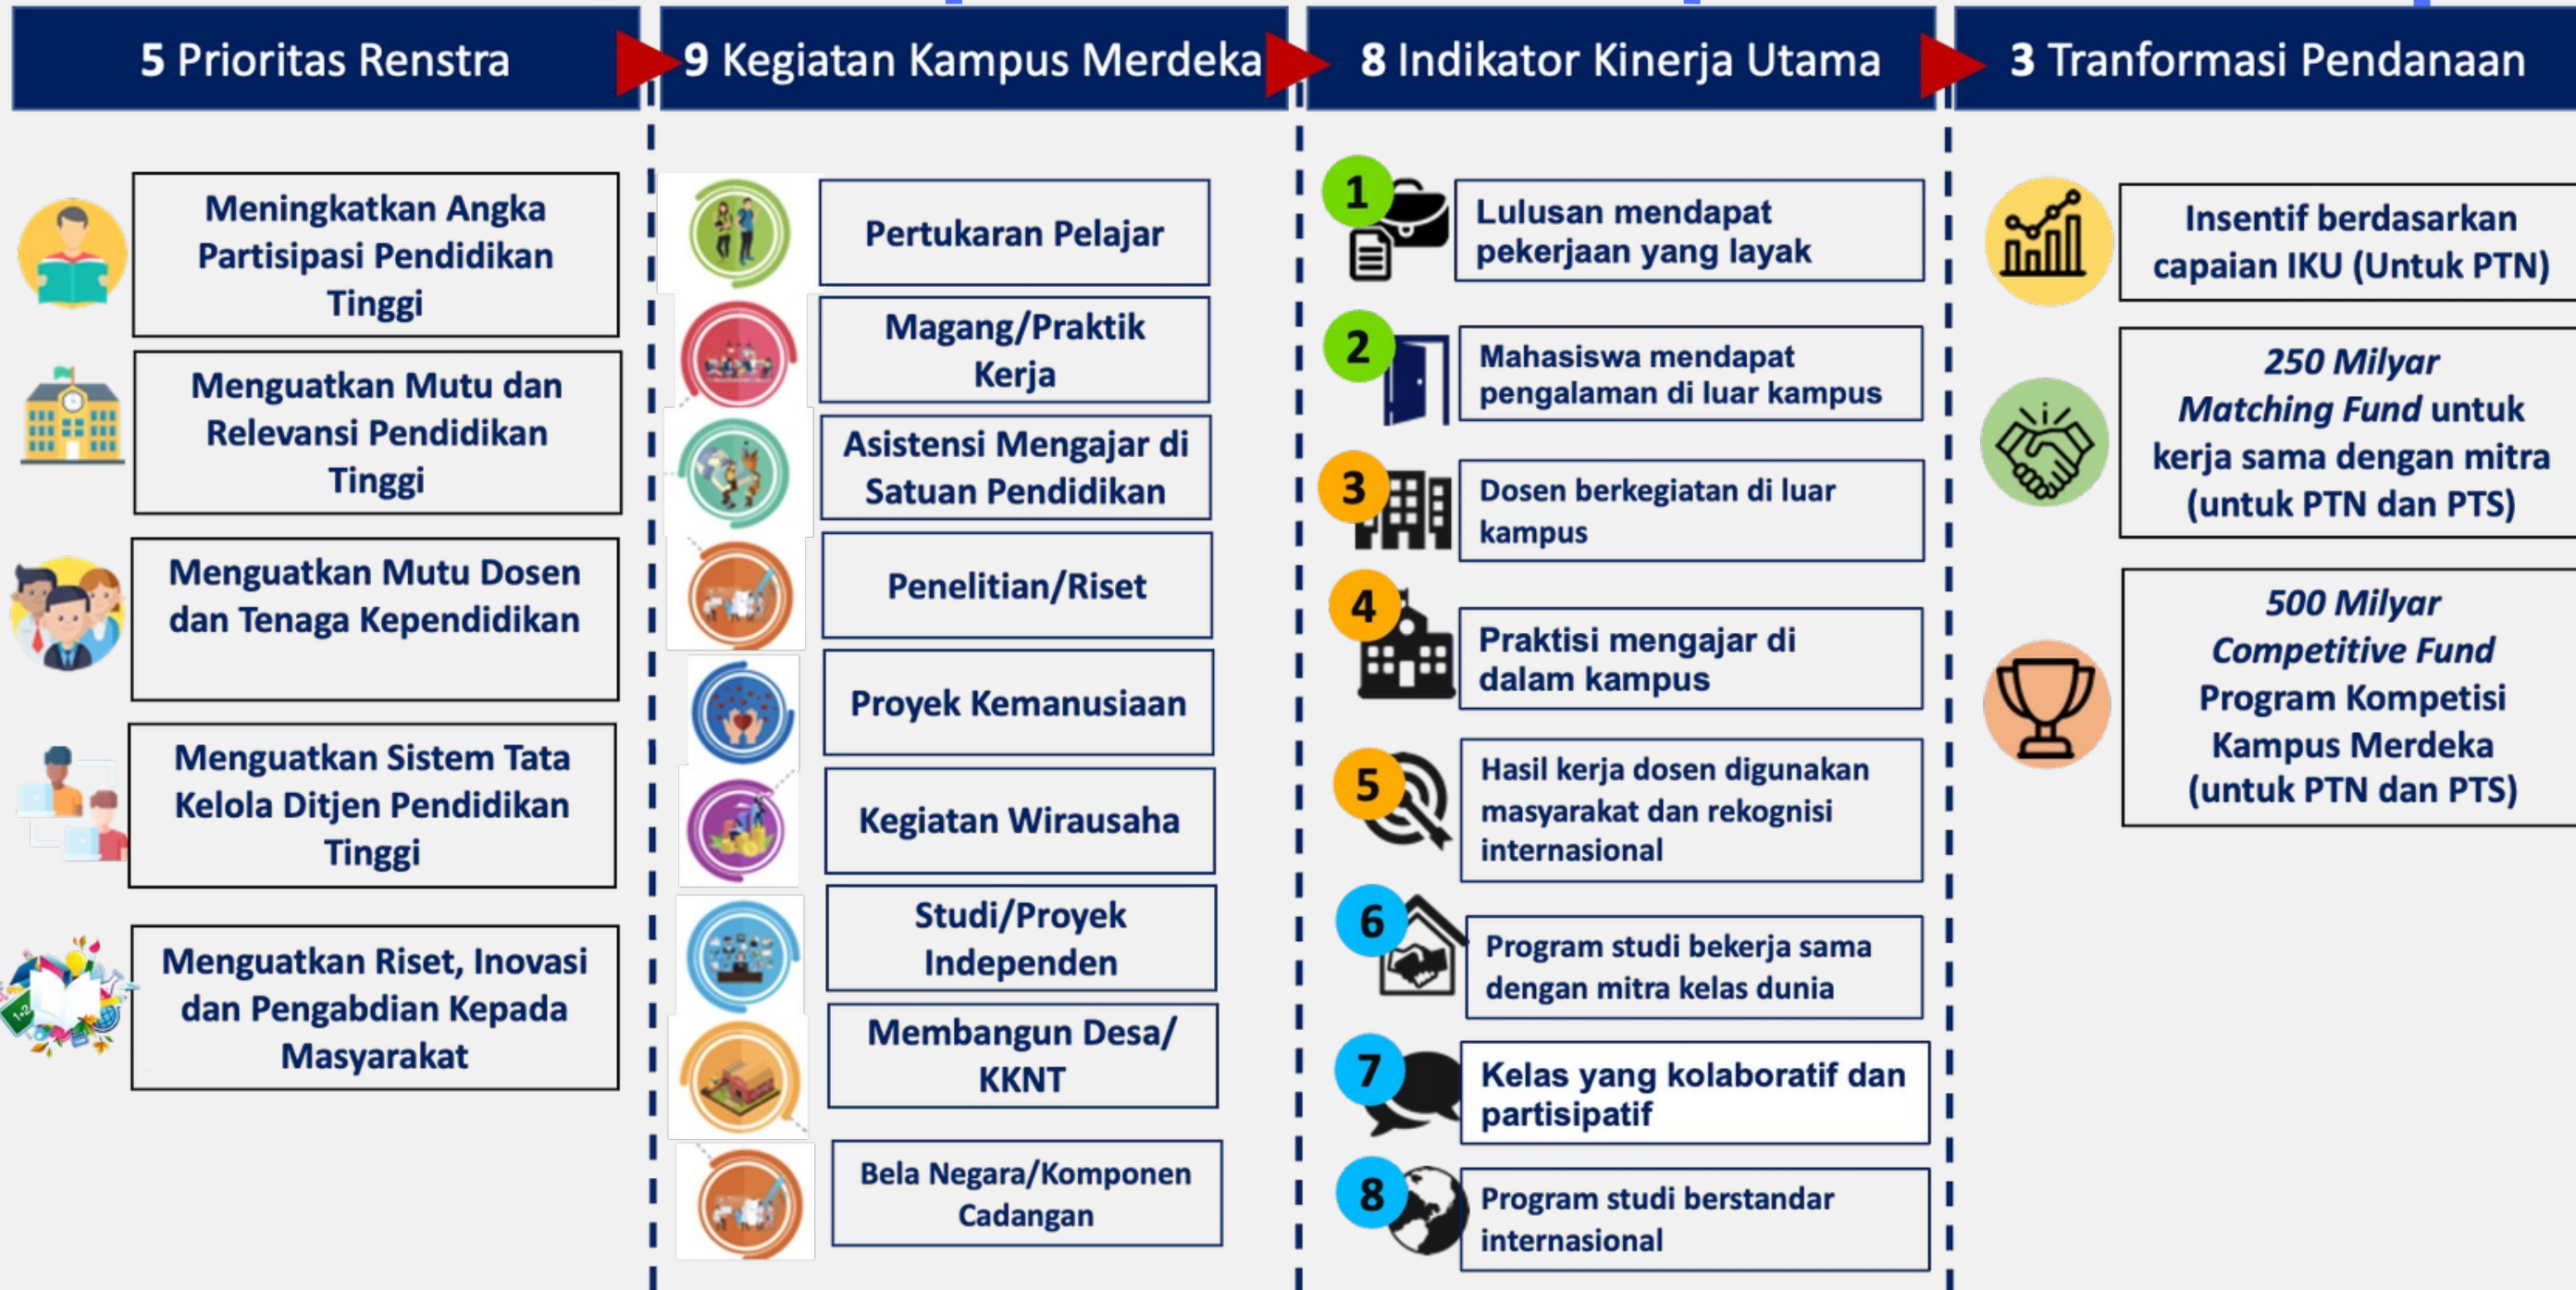 5 Prioritas Renstra
Meningkatkan Angka
Partisipasi Pendidikan
Tinggi
Menguatkan Mutu dan
Relevansi Pendidikan
Tinggi
Menguatkan Mutu Dosen
dan Tenaga Kependidikan
Menguatkan Sistem Tata
Kelola Ditjen Pendidikan
Tinggi
1+2
Menguatkan Riset, Inovasi
dan Pengabdian Kepada
Masyarakat
9 Kegiatan Kampus Merdeka
Pertukaran Pelajar
Magang/Praktik
Kerja
Asistensi Mengajar di
Satuan Pendidikan
Penelitian/Riset
Proyek Kemanusiaan
Kegiatan Wirausaha
Studi/Proyek
Independen
Membangun Desa/
KKNT
Bela Negara/Komponen
Cadangan
8 Indikator Kinerja Utama
1
Lulusan mendapat
pekerjaan yang layak
2
Mahasiswa mendapat
pengalaman di luar kampus
3
Dosen berkegiatan di luar
kampus
4
Praktisi mengajar di
dalam kampus
5
Hasil kerja dosen digunakan
masyarakat dan rekognisi
internasional
6
Program studi bekerja sama
dengan mitra kelas dunia
7
Kelas yang kolaboratif dan
partisipatif
8
Program studi berstandar
internasional
3 Tranformasi Pendanaan
Insentif berdasarkan
capaian IKU (Untuk PTN)
250 Milyar
Matching Fund untuk
kerja sama dengan mitra
(untuk PTN dan PTS)
500 Milyar
Competitive Fund
Program Kompetisi
Kampus Merdeka
(untuk PTN dan PTS)